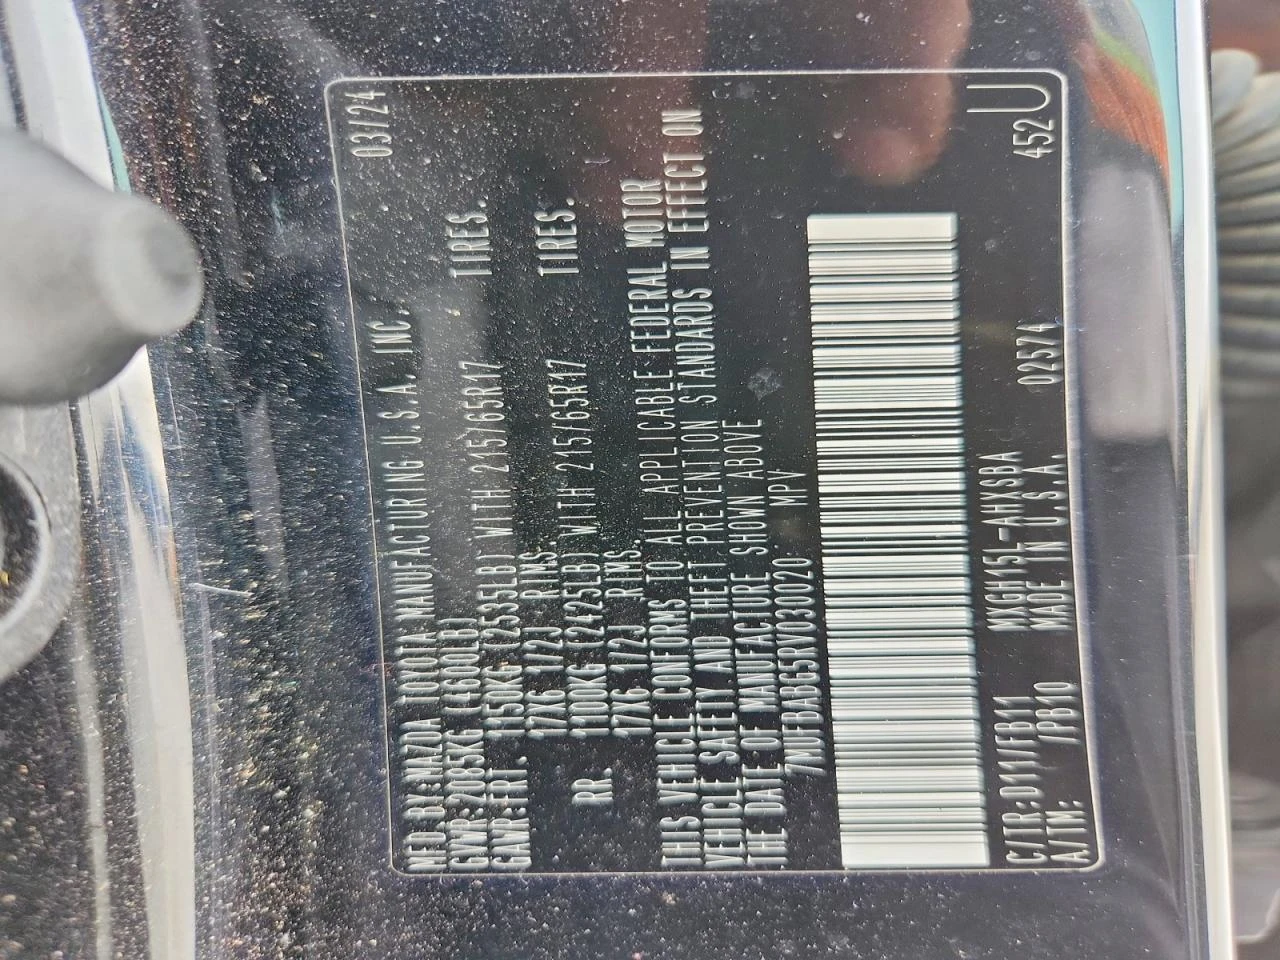 MFD.BY:MAZDA TOYOTA MANUFACTURING U.S.A. INC. 03/24
GVWR:2085KG (4600LB)
GAWR:FRT. 1150KG (2535LB) WITH 215/65R17 TIRES.
17X6 1/2J RIMS.
RR. 1100KG (2425LB) WITH 215/65R17 TIRES.
17X6 1/2J RIMS.
THIS VEHICLE CONFORMS TO ALL APPLICABLE FEDERAL MOTOR
VEHICLE SAFETY AND THEFT PREVENTION STANDARDS IN EFFECT ON
THE DATE OF MANUFACTURE SHOWN ABOVE
7MUFBABG5RV030020 MPV
MXGH15L-AHXSBA
C/TR:D11V/FB11 MADE IN U.S.A. 02574 452U
A/TM: /PB10